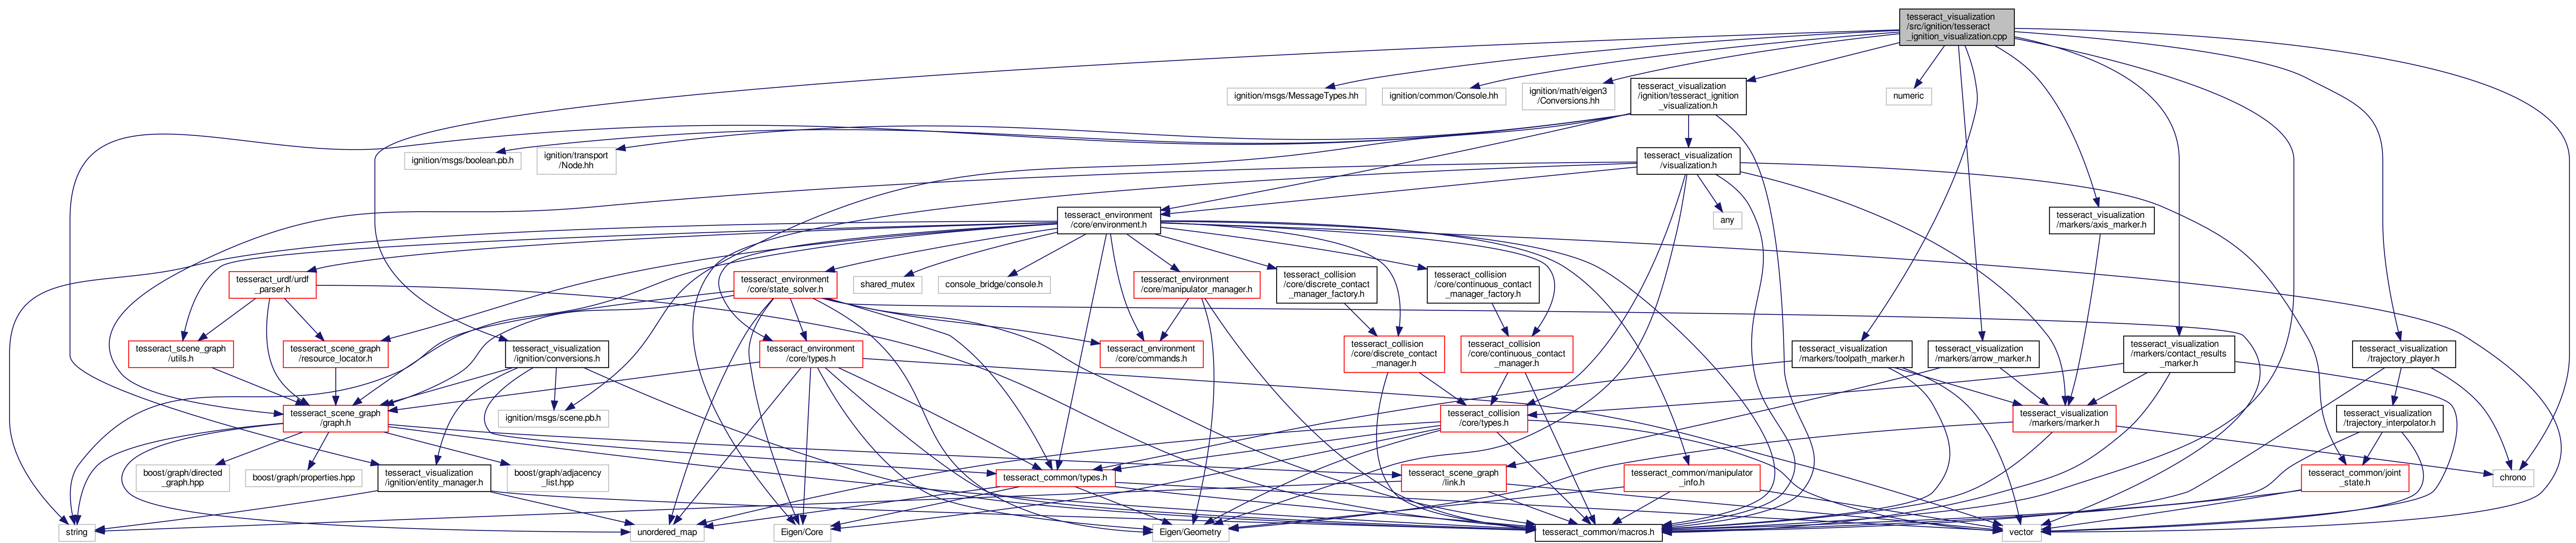 tesseract_visualization
/src/ignition/tesseract
_ignition_visualization.cpp
ignition/msgs/MessageTypes.hh
ignition/common/Console.hh
ignition/math/eigen3
/Conversions.hh
tesseract_visualization
/ignition/tesseract_ignition
_visualization.h
numeric
ignition/msgs/boolean.pb.h
ignition/transport
/Node.hh
tesseract_visualization
/visualization.h
tesseract_environment
/core/environment.h
any
tesseract_visualization
/markers/axis_marker.h
tesseract_urdf/urdf
_parser.h
tesseract_environment
/core/state_solver.h
shared_mutex
console_bridge/console.h
tesseract_environment
/core/manipulator_manager.h
tesseract_collision
/core/discrete_contact
_manager_factory.h
tesseract_collision
/core/continuous_contact
_manager_factory.h
tesseract_scene_graph
/utils.h
tesseract_scene_graph
/resource_locator.h
tesseract_visualization
/ignition/conversions.h
tesseract_environment
/core/types.h
tesseract_environment
/core/commands.h
tesseract_collision
/core/discrete_contact
_manager.h
tesseract_collision
/core/continuous_contact
_manager.h
tesseract_visualization
/markers/toolpath_marker.h
tesseract_visualization
/markers/arrow_marker.h
tesseract_visualization
/markers/contact_results
_marker.h
tesseract_visualization
/trajectory_player.h
tesseract_scene_graph
/graph.h
ignition/msgs/scene.pb.h
tesseract_collision
/core/types.h
tesseract_visualization
/markers/marker.h
tesseract_visualization
/trajectory_interpolator.h
boost/graph/directed
_graph.hpp
boost/graph/properties.hpp
tesseract_visualization
/ignition/entity_manager.h
boost/graph/adjacency
_list.hpp
tesseract_common/types.h
tesseract_scene_graph
/link.h
tesseract_common/manipulator
_info.h
tesseract_common/joint
_state.h
chrono
string
unordered_map
Eigen/Core
Eigen/Geometry
tesseract_common/macros.h
vector